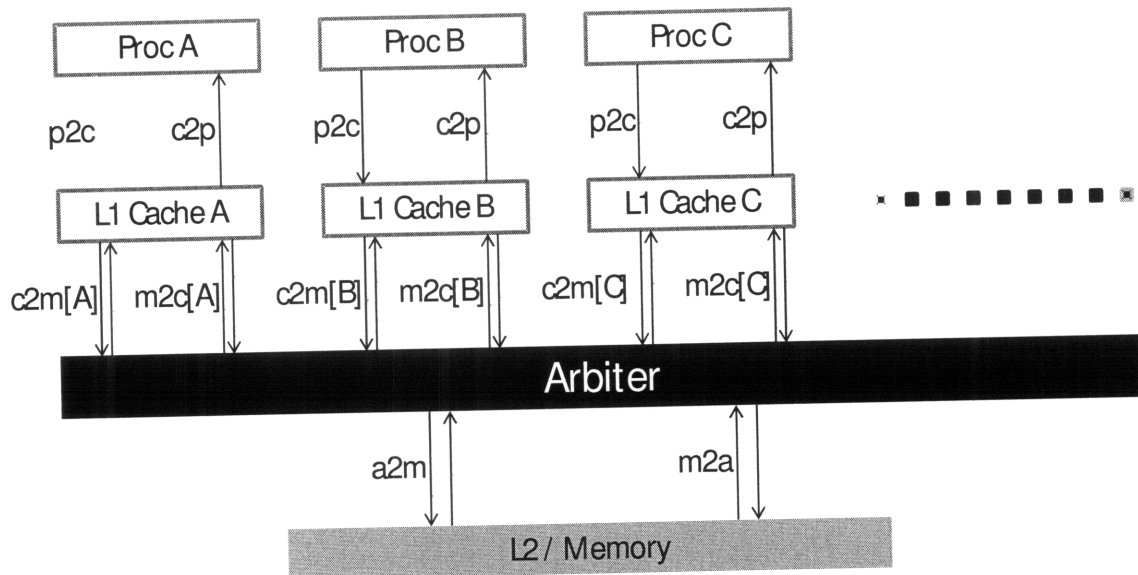 Proc A
Proc B
Proc C
p2c
c2p
p2c
c2p
p2c
c2p
L1 Cache A
L1 Cache B
L1 Cache C
c2m[A]
m2c[A]
c2m[B]
m2c[B]
c2m[C]
m2c[C]
Arbiter
a2m
m2a
L2 / Memory